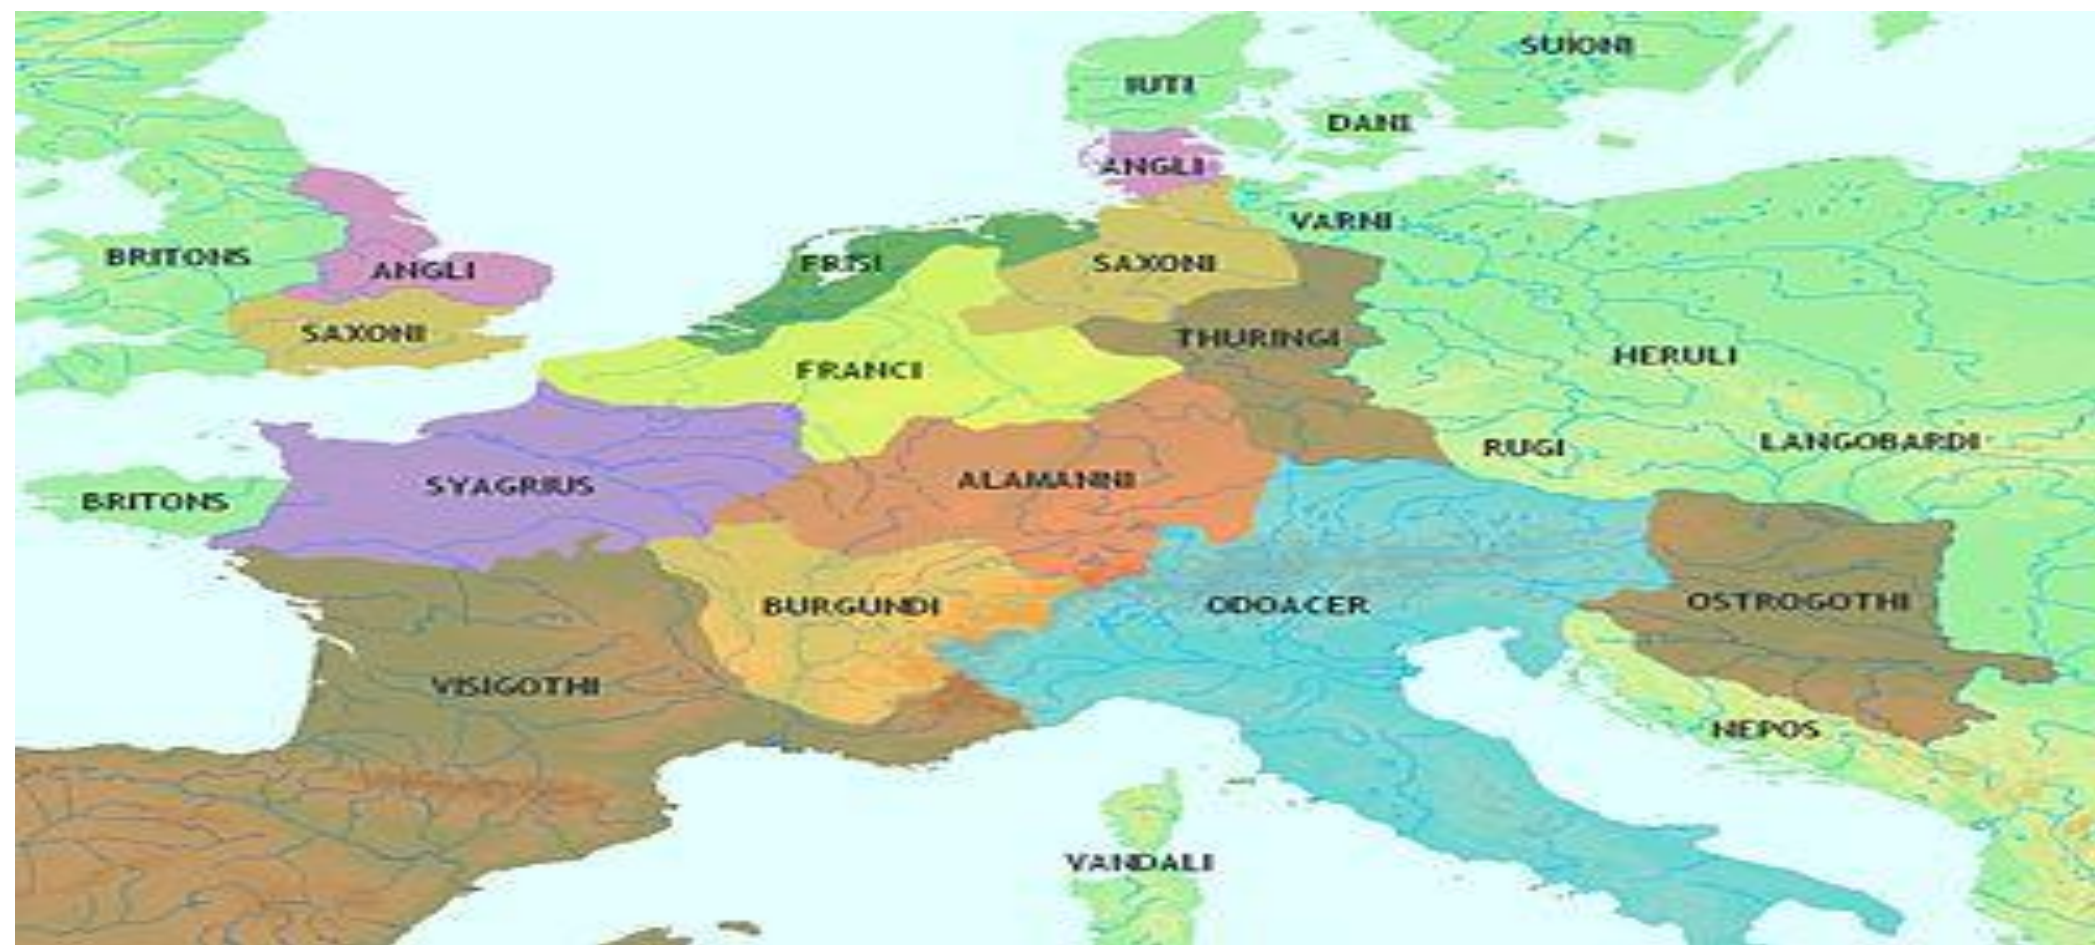 SUIONI
IUTI
DANI
ANGLI
VARNI
BRITONS
ANGLI
FRISI
SAXONI
SAXONI
THURINGI
HERULI
FRANCI
RUGI
LANGOBARDI
SYAGRIUS
ALAMANNI
BRITONS
BURGUNDI
ODOACER
OSTROGOTHI
VISIGOTHI
NEPOS
VANDALI